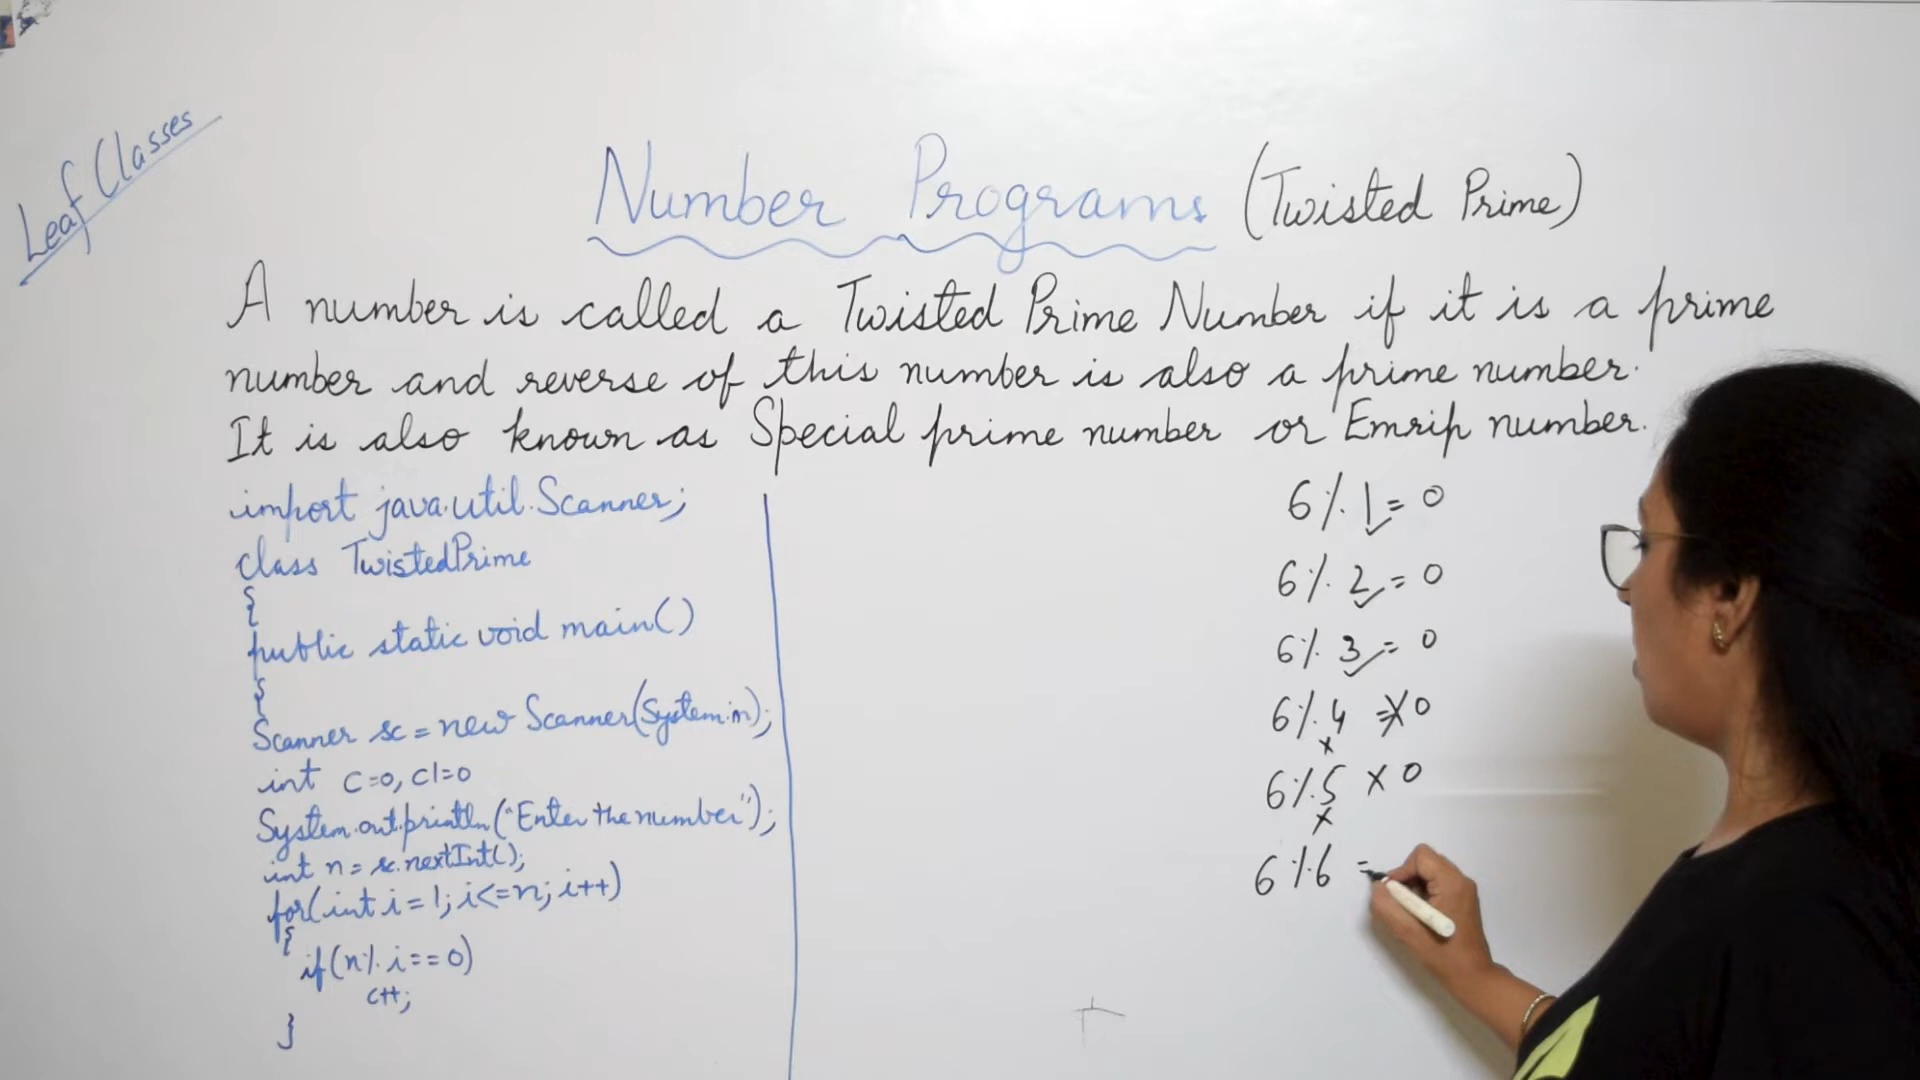 Leaf Classes
Number Programs (Twisted Prime)
A number is called a Twisted Prime Number if it is a prime
number and reverse of this number is also a prime number.
It is also known as Special prime number or Emrip number.
import java.util.Scanner;
class TwistedPrime
{
public static void main()
{
Scanner sc = new Scanner(System.in);
int c=0, c1=0
System.out.println("Enter the number");
int n = sc.nextInt();
for(int i=1; i<=n; i++)
{
if(n%i==0)
c++;
}
6%1=0
6%2=0
6%3=0
6%4≠0
6%5×0
6%6=